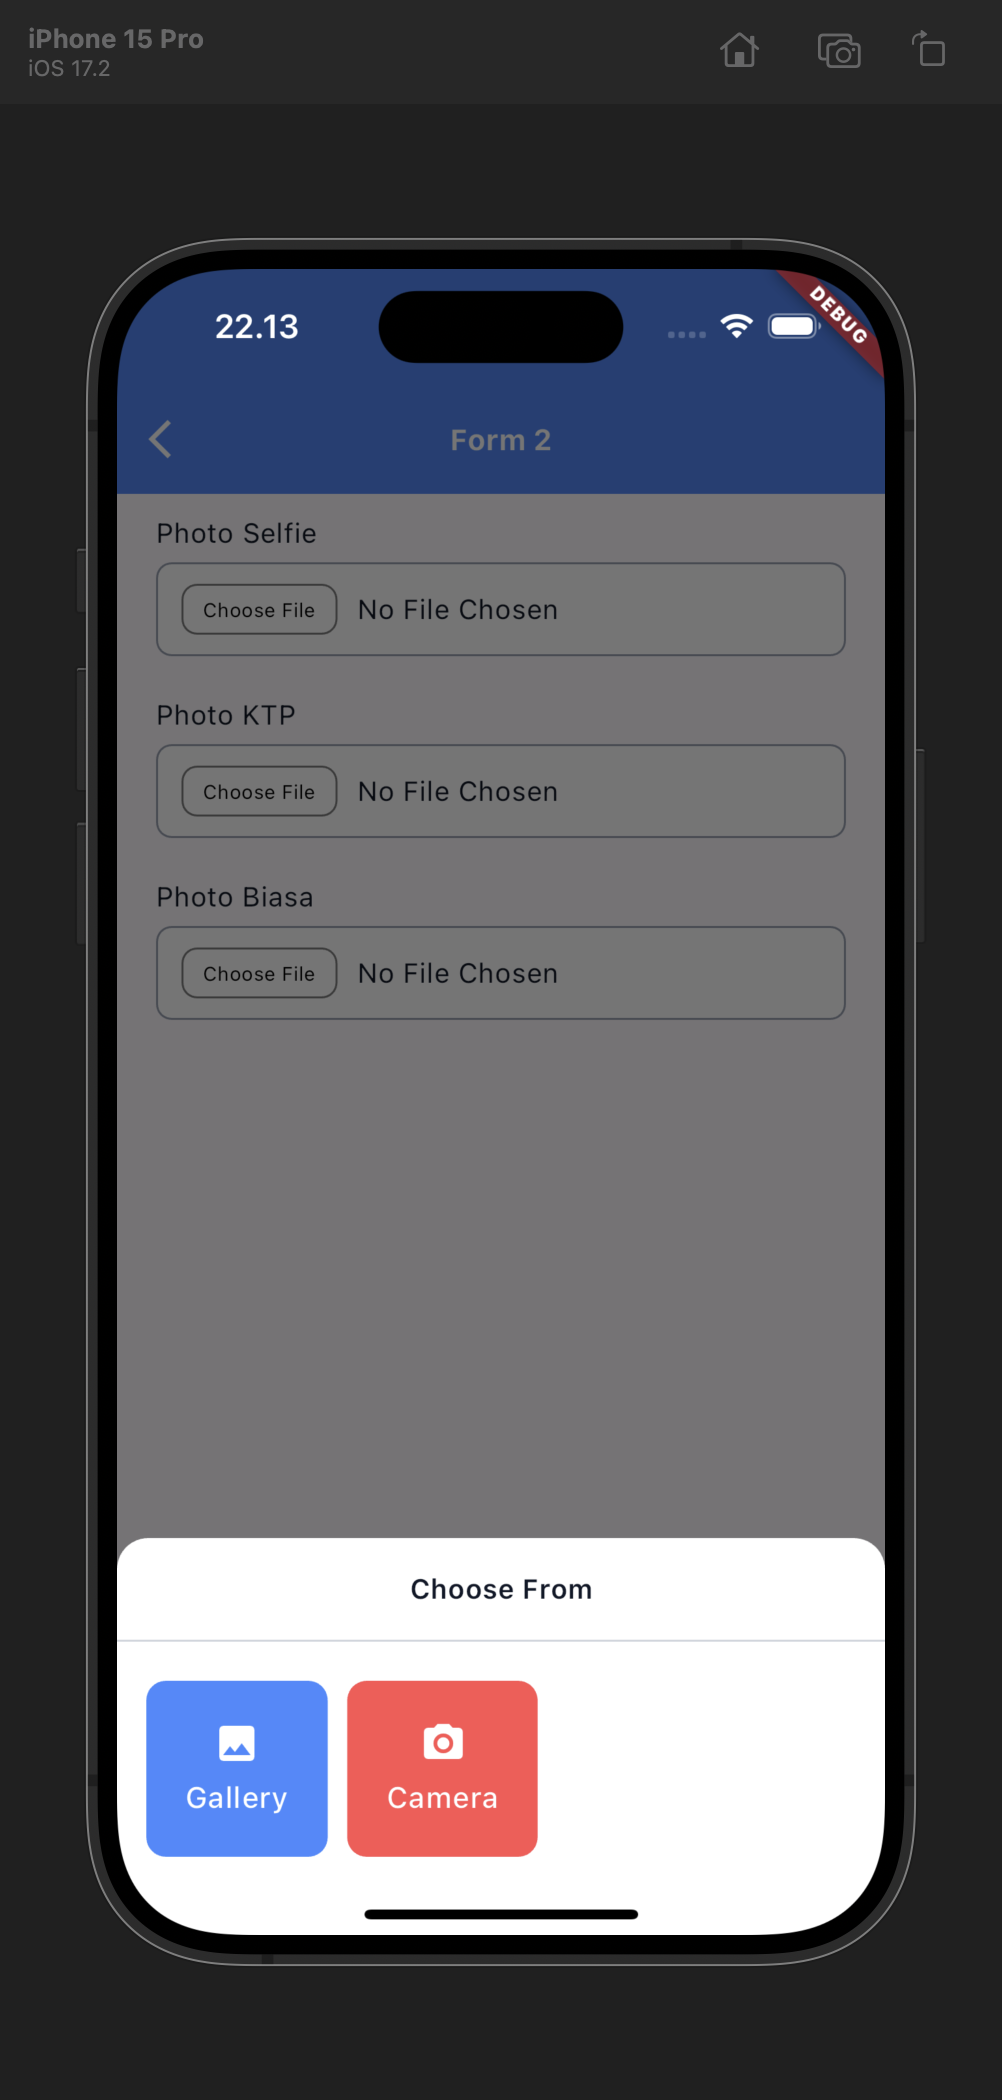 iPhone 15 Pro
iOS 17.2
22.13
DEBUG
Form 2
Photo Selfie
Choose File
No File Chosen
Photo KTP
Choose File
No File Chosen
Photo Biasa
Choose File
No File Chosen
Choose From
Gallery
Camera